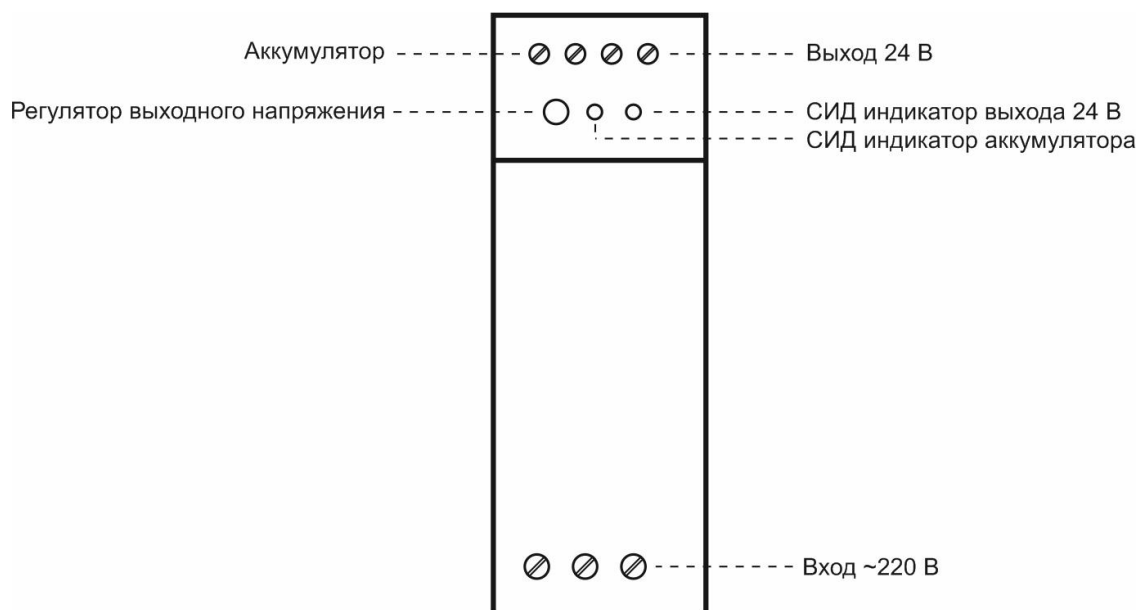 Аккумулятор
Выход 24 В
Регулятор выходного напряжения
СИД индикатор выхода 24 В
СИД индикатор аккумулятора
Вход ~220 В